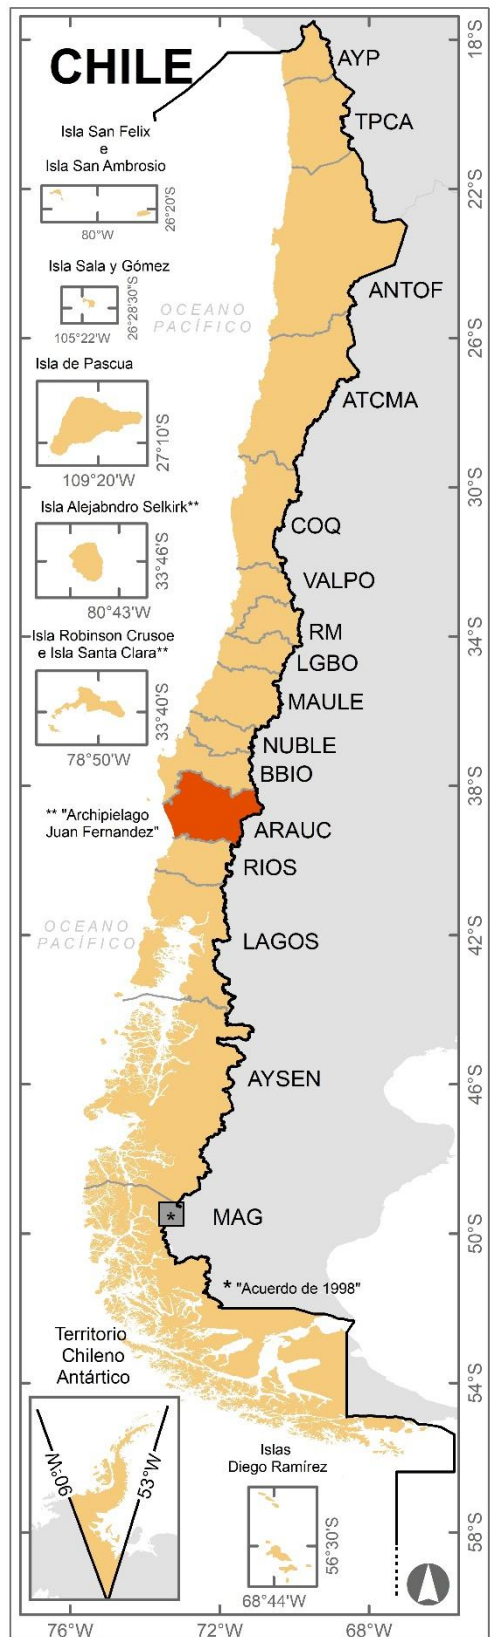 CHILE
18°S
AYP
TPCA
Isla San Felix
e
Isla San Ambrosio
26°20'S
80°W
22°S
Isla Sala y Gómez
26°28'30"S
105°22'W
OCEANO
PACÍFICO
ANTOF
26°S
Isla de Pascua
27°10'S
109°20'W
ATCMA
30°S
Isla Alejabndro Selkirk**
33°46'S
80°43'W
COQ
VALPO
34°S
Isla Robinson Crusoe
e Isla Santa Clara**
33°40'S
78°50'W
RM
LGBO
MAULE
NUBLE
BBIO
38°S
** "Archipielago
Juan Fernandez"
ARAUC
RIOS
OCEANO
PACÍFICO
LAGOS
42°S
AYSEN
46°S
*
MAG
50°S
* "Acuerdo de 1998"
Territorio
Chileno
Antártico
90°W
53°W
54°S
Islas
Diego Ramírez
56°30'S
68°44'W
58°S
76°W
72°W
68°W